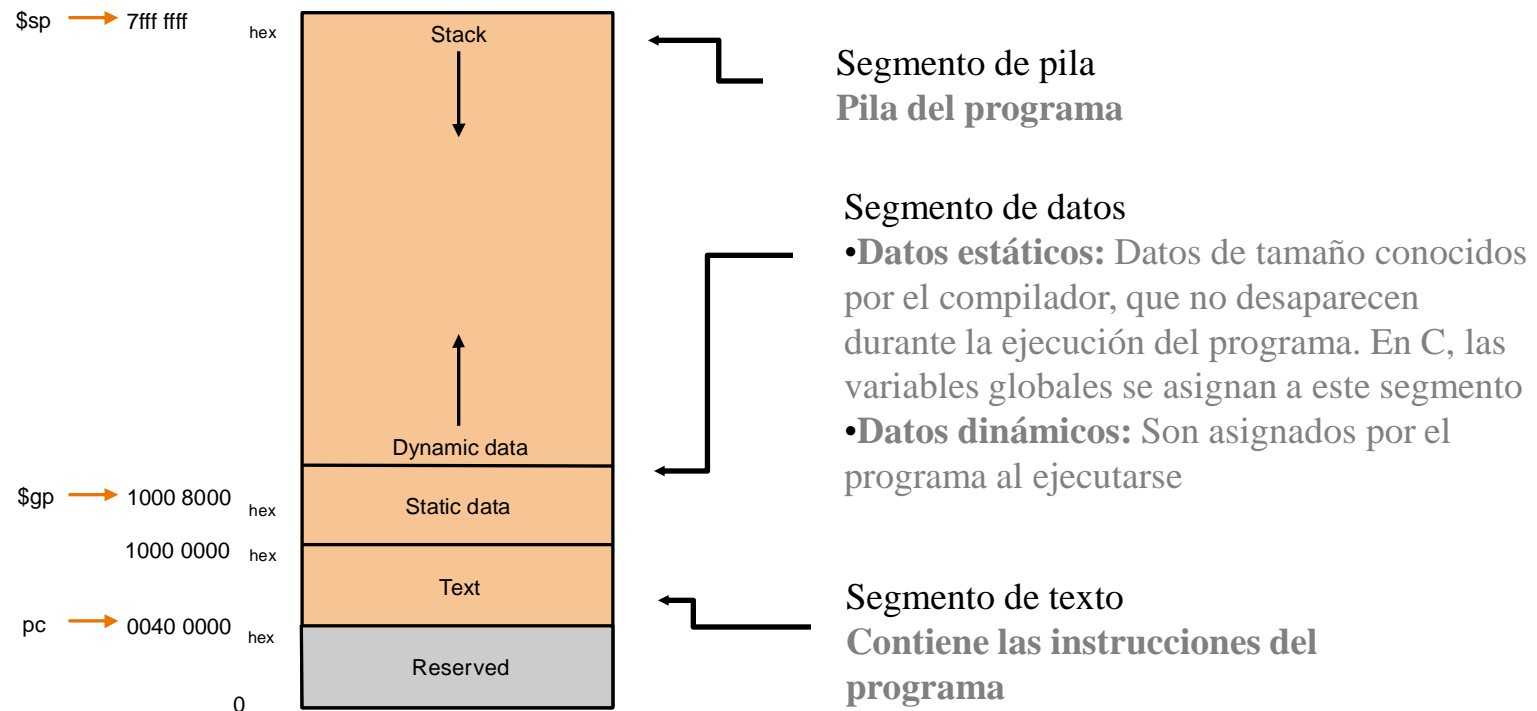 $sp 7fff ffff hex
Stack
Segmento de pila
Pila del programa
Segmento de datos
•Datos estáticos: Datos de tamaño conocidos
por el compilador, que no desaparecen
durante la ejecución del programa. En C, las
variables globales se asignan a este segmento
•Datos dinámicos: Son asignados por el
programa al ejecutarse
Dynamic data
$gp 1000 8000 hex
Static data
1000 0000 hex
Text
Segmento de texto
Contiene las instrucciones del
programa
pc 0040 0000 hex
Reserved
0